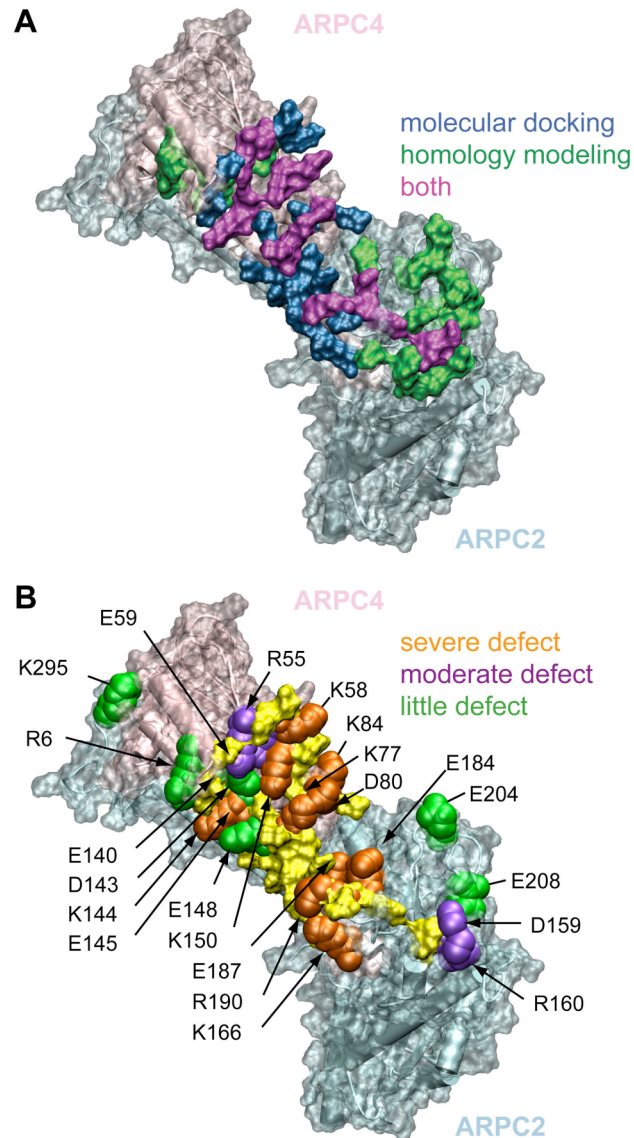 A
ARPC4
molecular docking
homology modeling
both
ARPC2
B
ARPC4
E59
severe defect
moderate defect
little defect
R55
K295
K58
R6
K84
K77
E184
D80
E204
E140
E208
D143
E148
D159
K144
K150
E145
E187
R160
R190
K166
ARPC2